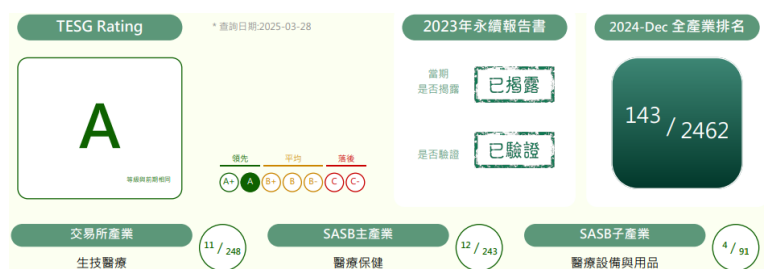 TESG Rating
* 查詢日期:2025-03-28
A
等級與前期相同
領先 平均 落後
A+ A B+ B B- C C-
2023年永續報告書
當期
是否揭露
已揭露
是否驗證
已驗證
2024-Dec 全產業排名
143 / 2462
交易所產業
11 / 248
生技醫療
SASB主產業
12 / 243
醫療保健
SASB子產業
4 / 91
醫療設備與用品